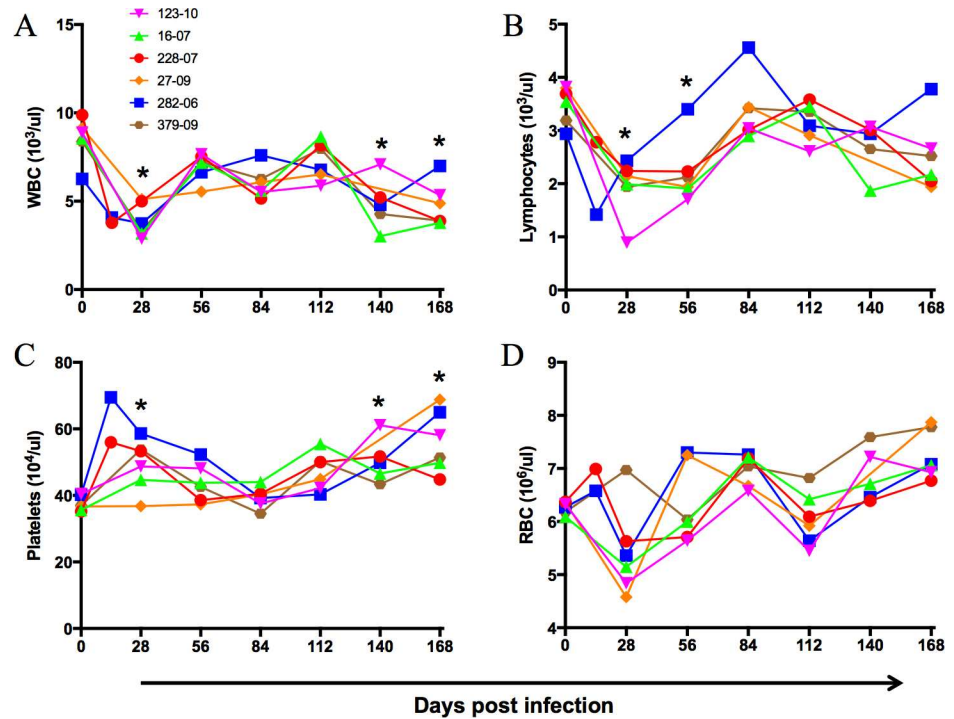 A
WBC (10³/ul)
15
10
5
0
0 28 56 84 112 140 168
123-10
16-07
228-07
27-09
282-06
379-09
* * *
B
Lymphocytes (10³/ul)
5
4
3
2
1
0
0 28 56 84 112 140 168
* *
C
Platelets (10⁴/ul)
80
60
40
20
0
0 28 56 84 112 140 168
* * *
D
RBC (10⁶/ul)
9
8
7
6
5
4
0 28 56 84 112 140 168
Days post infection